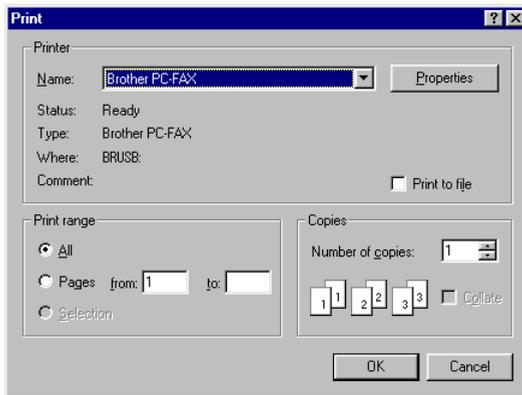 Print
Printer
Name: Brother PC-FAX Properties
Status: Ready
Type: Brother PC-FAX
Where: BRUSB:
Comment: Print to file
Print range
All
Pages from: 1 to:
Selection
Copies
Number of copies: 1
1 1 2 2 3 3 Collate
OK Cancel